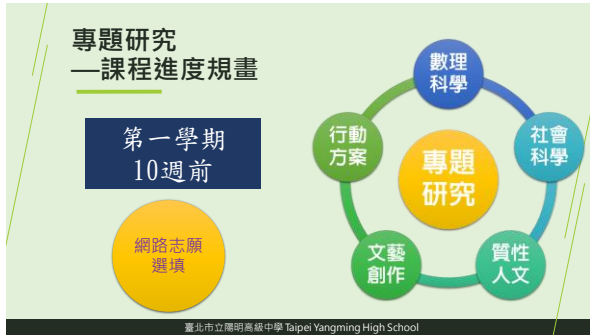 專題研究
—課程進度規畫
第一學期
10週前
網路志願
選填
數理
科學
行動
方案
社會
科學
專題
研究
文藝
創作
質性
人文
臺北市立陽明高級中學 Taipei Yangming High School